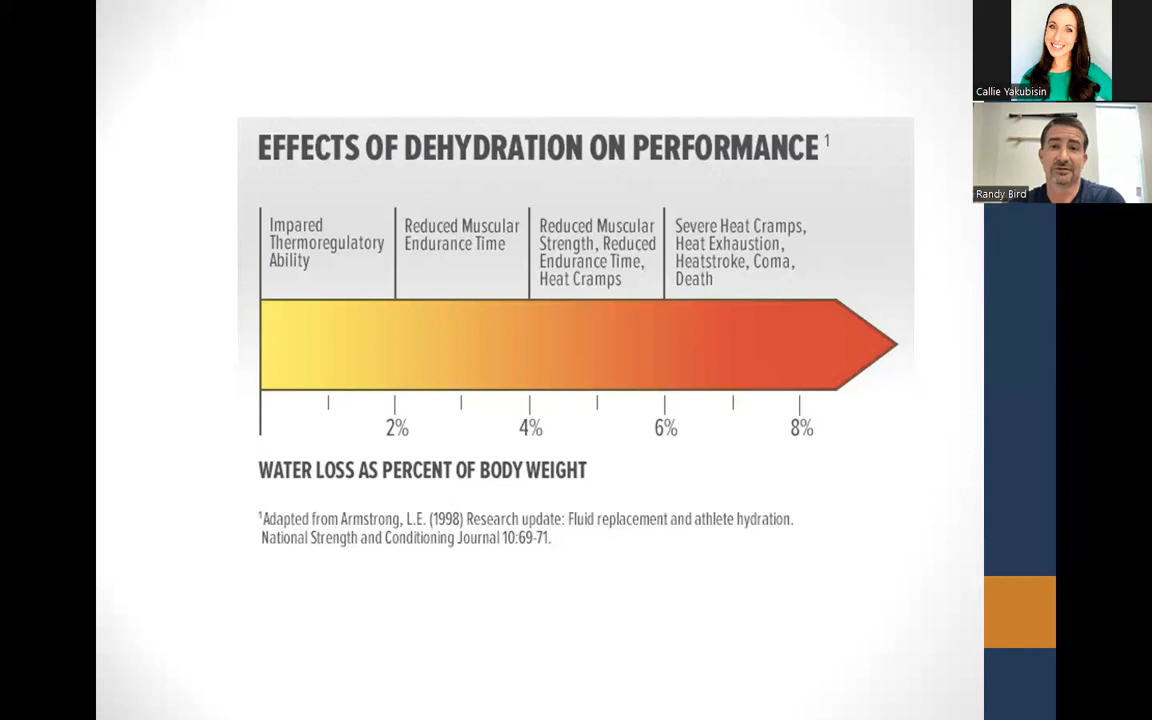 EFFECTS OF DEHYDRATION ON PERFORMANCE 1
Impared
Thermoregulatory
Ability
Reduced Muscular
Endurance Time
Reduced Muscular
Strength, Reduced
Endurance Time,
Heat Cramps
Severe Heat Cramps,
Heat Exhaustion,
Heatstroke, Coma,
Death
2%
4%
6%
8%
WATER LOSS AS PERCENT OF BODY WEIGHT
1Adapted from Armstrong, L.E. (1998) Research update: Fluid replacement and athlete hydration.
National Strength and Conditioning Journal 10:69-71.
Callie Yakubisin
Randy Bird